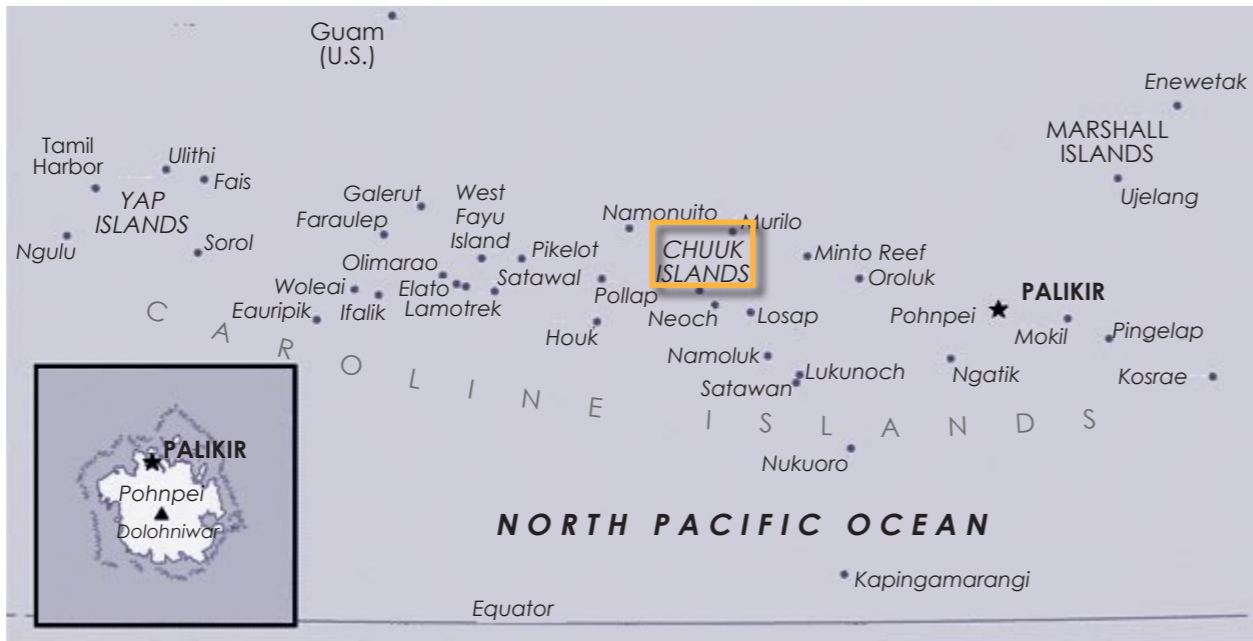 Guam
(U.S.)
Enewetak
MARSHALL
ISLANDS
Ujelang
Tamil
Harbor
Ulithi
Fais
YAP
ISLANDS
Ngulu
Sorol
Galerut
Faraulep
West
Fayu
Island
Pikelot
Namonuito
Murilo
CHUUK
ISLANDS
Minto Reef
Oroluk
Olimarao
Woleai
Elato
Satawal
Eauripik
Ifalik
Lamotrek
Pollap
Houk
Neoch
Losap
Pohnpei
PALIKIR
Mokil
Pingelap
Namoluk
Lukunoch
Satawan
Ngatik
Kosrae
CAROLINE ISLANDS
Nukuoro
PALIKIR
Pohnpei
Dolohniwar
NORTH PACIFIC OCEAN
Kapingamarangi
Equator